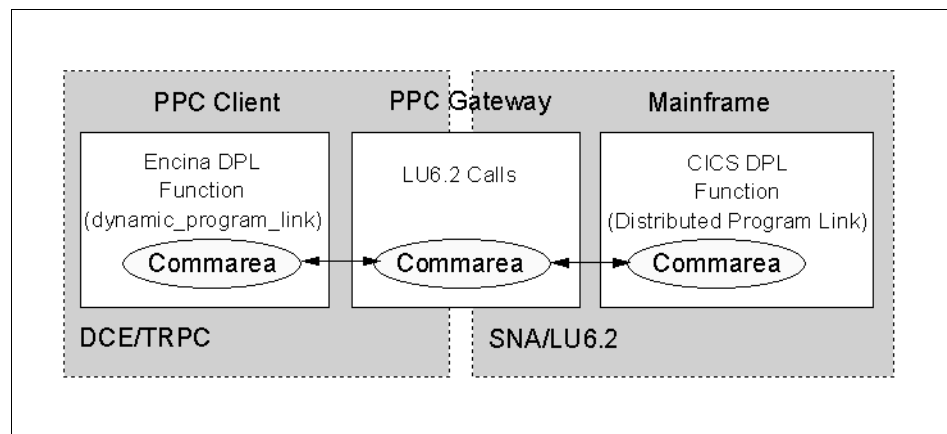 PPC Client
PPC Gateway
Mainframe
Encina DPL
Function
(dynamic_program_link)
Commarea
LU6.2 Calls
Commarea
CICS DPL
Function
(Distributed Program Link)
Commarea
DCE/TRPC
SNA/LU6.2